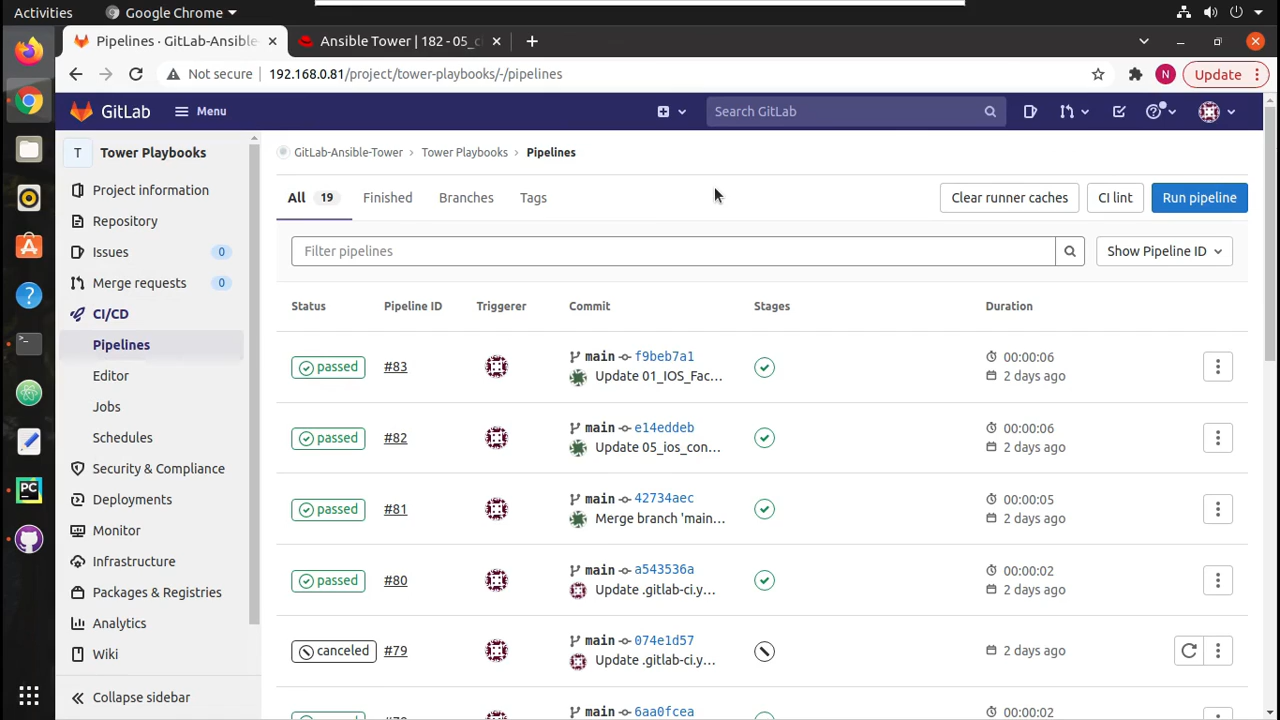 Activities
Google Chrome
Pipelines · GitLab-Ansible-
Ansible Tower | 182 - 05_c
Not secure
192.168.0.81/project/tower-playbooks/-/pipelines
N
Update
GitLab
Menu
Search GitLab
T
Tower Playbooks
Project information
Repository
Issues
0
Merge requests
0
CI/CD
Pipelines
Editor
Jobs
Schedules
Security & Compliance
Deployments
Monitor
Infrastructure
Packages & Registries
Analytics
Wiki
Collapse sidebar
GitLab-Ansible-Tower › Tower Playbooks › Pipelines
All 19
Finished
Branches
Tags
Clear runner caches
CI lint
Run pipeline
Filter pipelines
Show Pipeline ID
Status
Pipeline ID
Triggerer
Commit
Stages
Duration
passed
#83
main
f9beb7a1
Update 01_IOS_Fac...
00:00:06
2 days ago
passed
#82
main
e14eddeb
Update 05_ios_con...
00:00:06
2 days ago
passed
#81
main
42734aec
Merge branch 'main...
00:00:05
2 days ago
passed
#80
main
a543536a
Update .gitlab-ci.y...
00:00:02
2 days ago
canceled
#79
main
074e1d57
Update .gitlab-ci.y...
2 days ago
main
6aa0fcea
00:00:02
PC